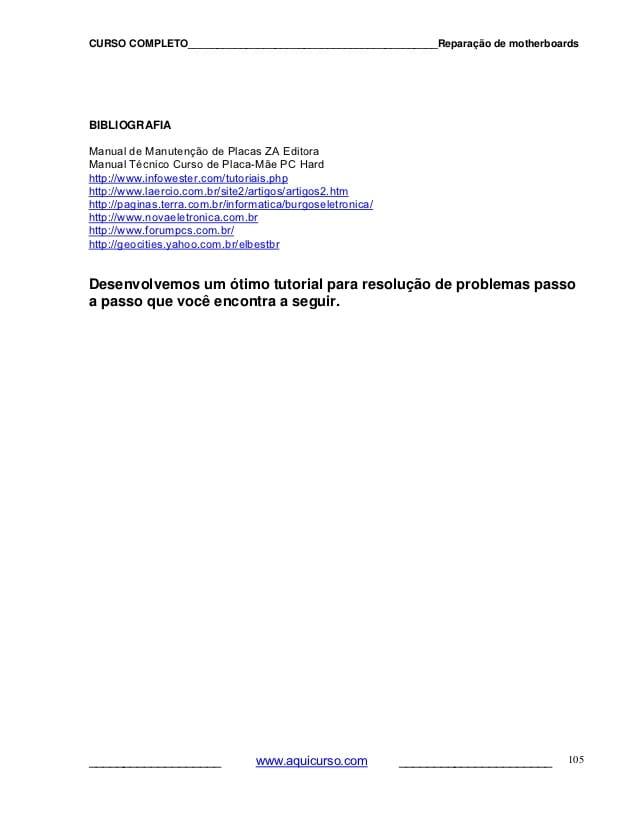 CURSO COMPLETO__________________________________________Reparação de motherboards
BIBLIOGRAFIA
Manual de Manutenção de Placas ZA Editora
Manual Técnico Curso de Placa-Mãe PC Hard
http://www.infowester.com/tutoriais.php
http://www.laercio.com.br/site2/artigos/artigos2.htm
http://paginas.terra.com.br/informatica/burgoseletronica/
http://www.novaeletronica.com.br
http://www.forumpcs.com.br/
http://geocities.yahoo.com.br/elbestbr
Desenvolvemos um ótimo tutorial para resolução de problemas passo
a passo que você encontra a seguir.
___________________ www.aquicurso.com ______________________ 105